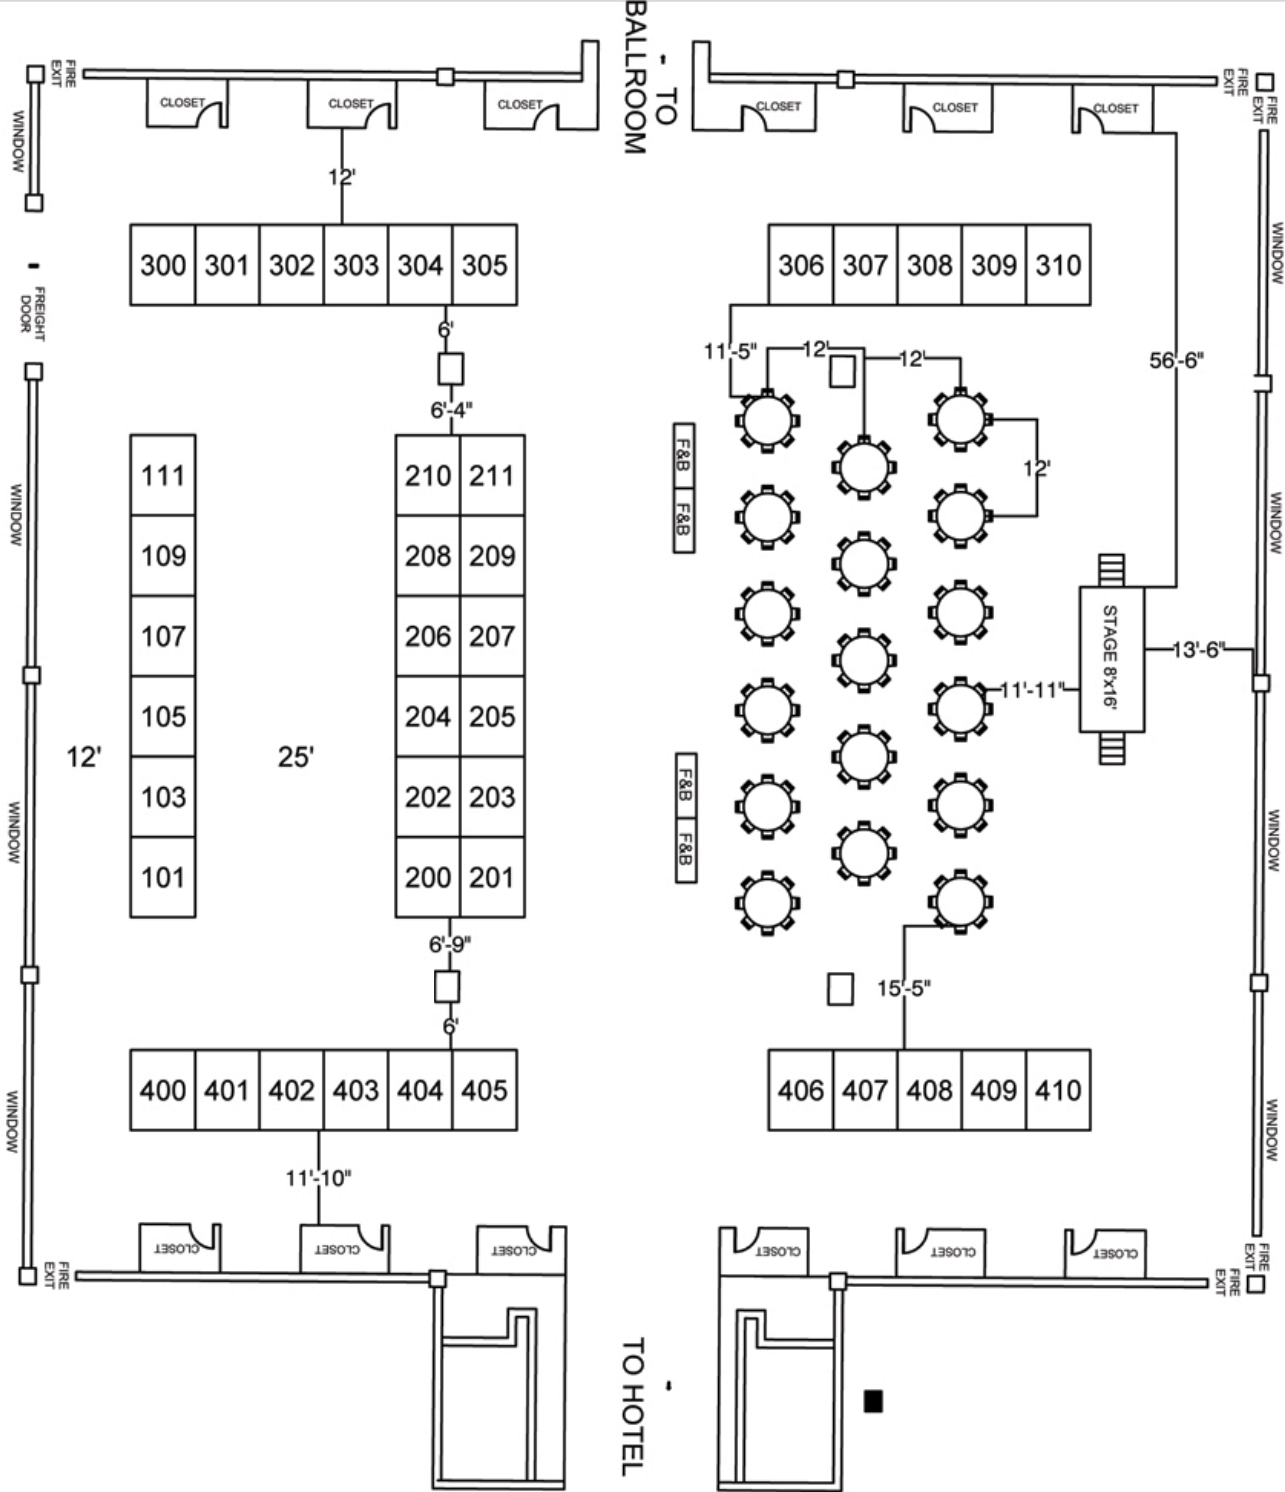 TO
BALLROOM
FIRE
EXIT
FIRE
EXIT
FIRE
EXIT
CLOSET
CLOSET
CLOSET
CLOSET
CLOSET
CLOSET
WINDOW
12'
WINDOW
300 301 302 303 304 305
306 307 308 309 310
FREIGHT
DOOR
6'
11'-5"
12'
12'
56'-6"
6'-4"
111
210 211
F&B
12'
WINDOW
WINDOW
109
208 209
F&B
107
206 207
STAGE 8'x16'
13'-6"
11'-11"
105
204 205
12'
25'
F&B
103
202 203
WINDOW
WINDOW
F&B
101
200 201
6'-9"
15'-5"
6'
400 401 402 403 404 405
406 407 408 409 410
WINDOW
WINDOW
11'-10"
CLOSET
CLOSET
CLOSET
CLOSET
CLOSET
CLOSET
FIRE
EXIT
FIRE
EXIT
FIRE
EXIT
TO HOTEL